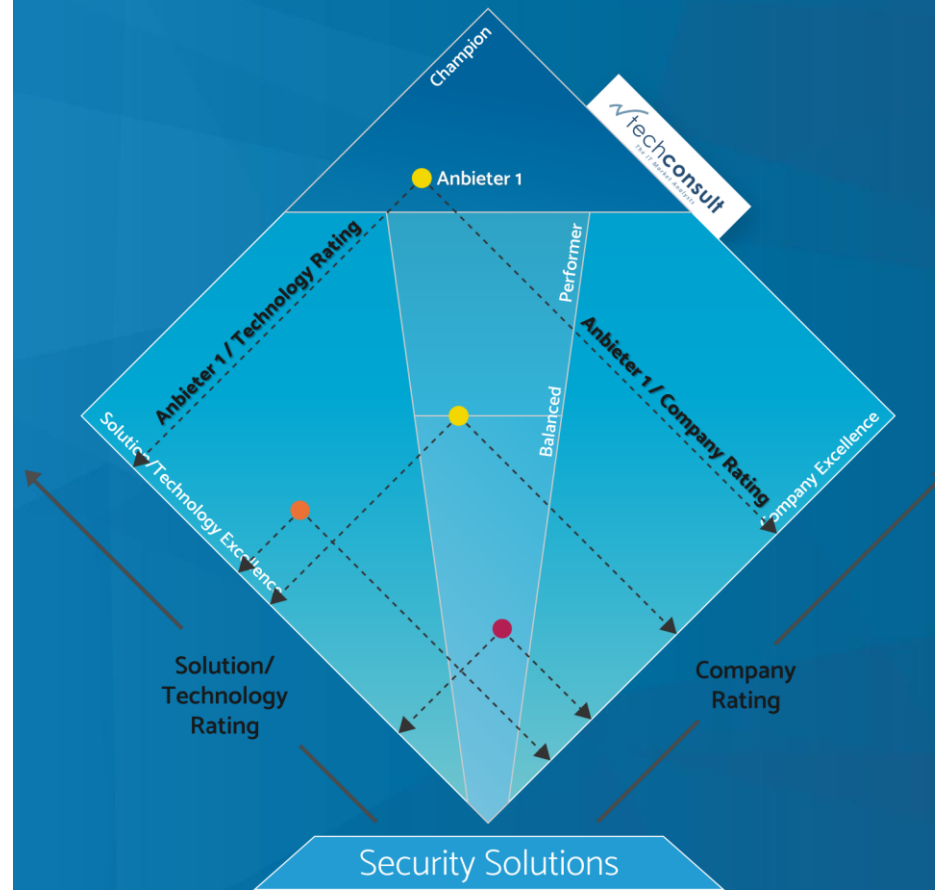 Champion
techconsult
The IT Market Analysts
Anbieter 1
Anbieter 1 / Technology Rating
Performer
Anbieter 1 / Company Rating
Balanced
Solution/Technology Excellence
Company Excellence
Solution/
Technology
Rating
Company
Rating
Security Solutions